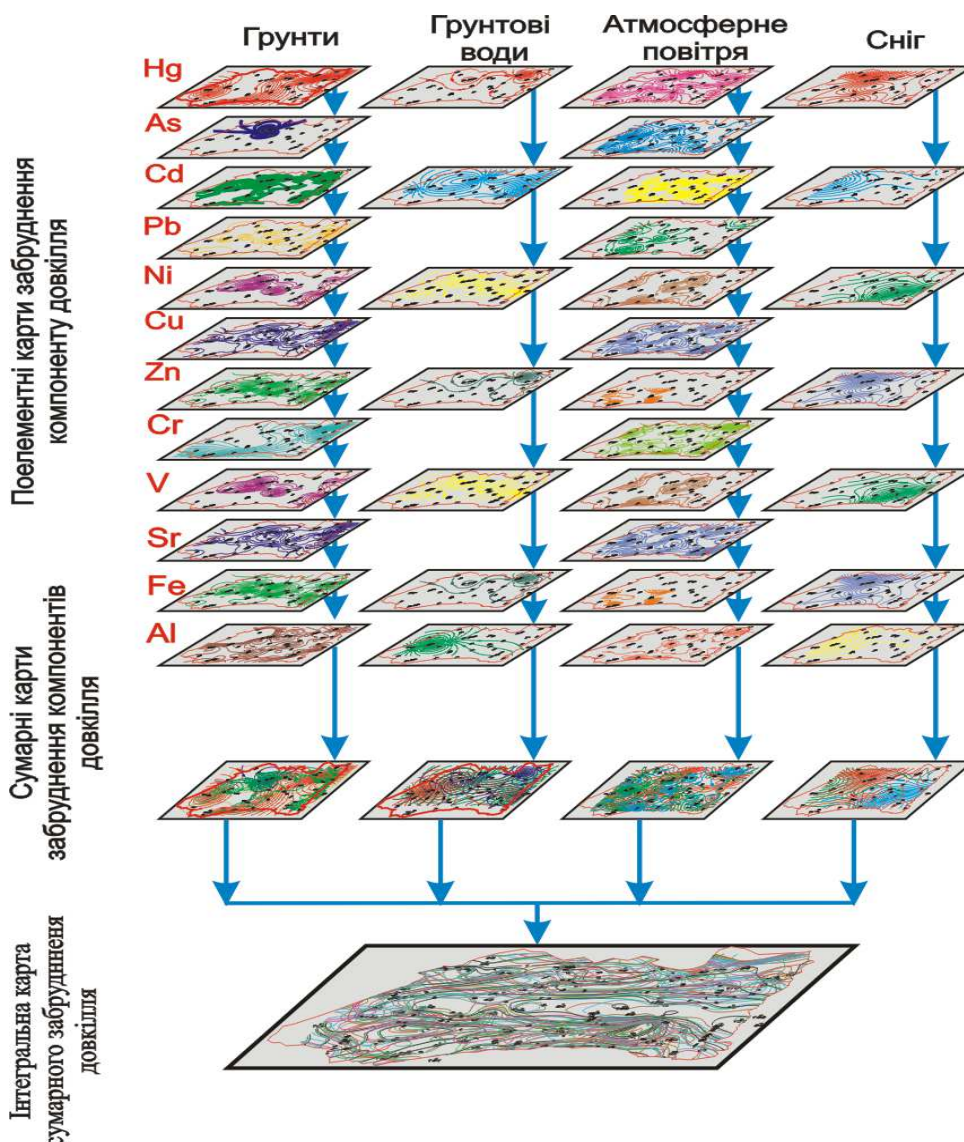 Грунти
Грунтові
води
Атмосферне
повітря
Сніг
Hg
As
Cd
Pb
Ni
Cu
Zn
Cr
V
Sr
Fe
Al
Поелементні карти забруднення
компоненту довкілля
Сумарні карти
забруднення компонентів
довкілля
Інтегральна карта
сумарного забрудниеня
довкілля